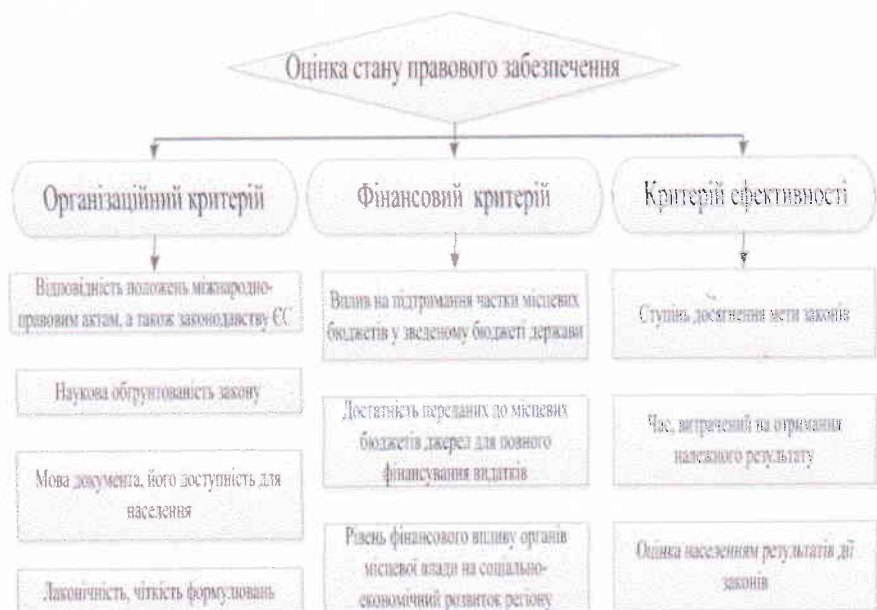 Оцінка стану правового забезпечення
Організаційний критерій
Відповідність положень міжнародно-
правовим актам, а також законодавству ЄС
Наукова обґрунтованість закону
Мова документа, його доступність для
населення
Лаконічність, чіткість формулювань
Фінансовий критерій
Вплив на підтримання частки місцевих
бюджетів у зведеному бюджеті держави
Достатність переданих до місцевих
бюджетів джерел для повного
фінансування видатків
Рівень фінансового впливу органів
місцевої влади на соціально-
економічний розвиток регіону
Критерій ефективності
Ступінь досягнення мети законів
Час, витрачений на отримання
належного результату
Оцінка населенням результатів дії
законів